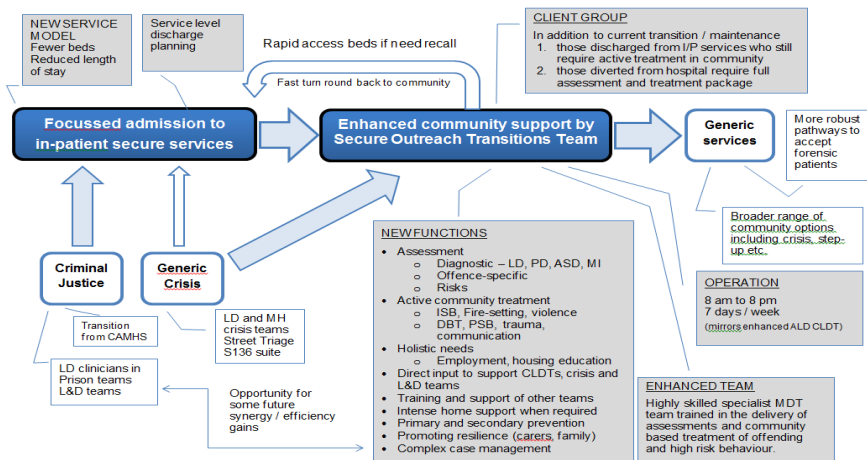 NEW SERVICE
MODEL
Fewer beds
Reduced length
of stay
Service level
discharge
planning
Rapid access beds if need recall
Fast turn round back to community
CLIENT GROUP
In addition to current transition / maintenance
1. those discharged from I/P services who still
require active treatment in community
2. those diverted from hospital require full
assessment and treatment package
Focussed admission to
in-patient secure services
Enhanced community support by
Secure Outreach Transitions Team
Generic
services
More robust
pathways to
accept
forensic
patients
Broader range of
community options
including crisis, step-
up etc.
Criminal
Justice
Generic
Crisis
Transition
from CAMHS
LD and MH
crisis teams
Street Triage
S136 suite
LD clinicians in
Prison teams
L&D teams
Opportunity for
some future
synergy / efficiency
gains
NEW FUNCTIONS
• Assessment
o Diagnostic – LD, PD, ASD, MI
o Offence-specific
o Risks
• Active community treatment
o ISB, Fire-setting, violence
o DBT, PSB, trauma,
communication
• Holistic needs
o Employment, housing education
• Direct input to support CLDTs, crisis and
L&D teams
• Training and support of other teams
• Intense home support when required
• Primary and secondary prevention
• Promoting resilience (carers, family)
• Complex case management
OPERATION
8 am to 8 pm
7 days / week
(mirrors enhanced ALD CLDT)
ENHANCED TEAM
Highly skilled specialist MDT
team trained in the delivery of
assessments and community
based treatment of offending
and high risk behaviour.